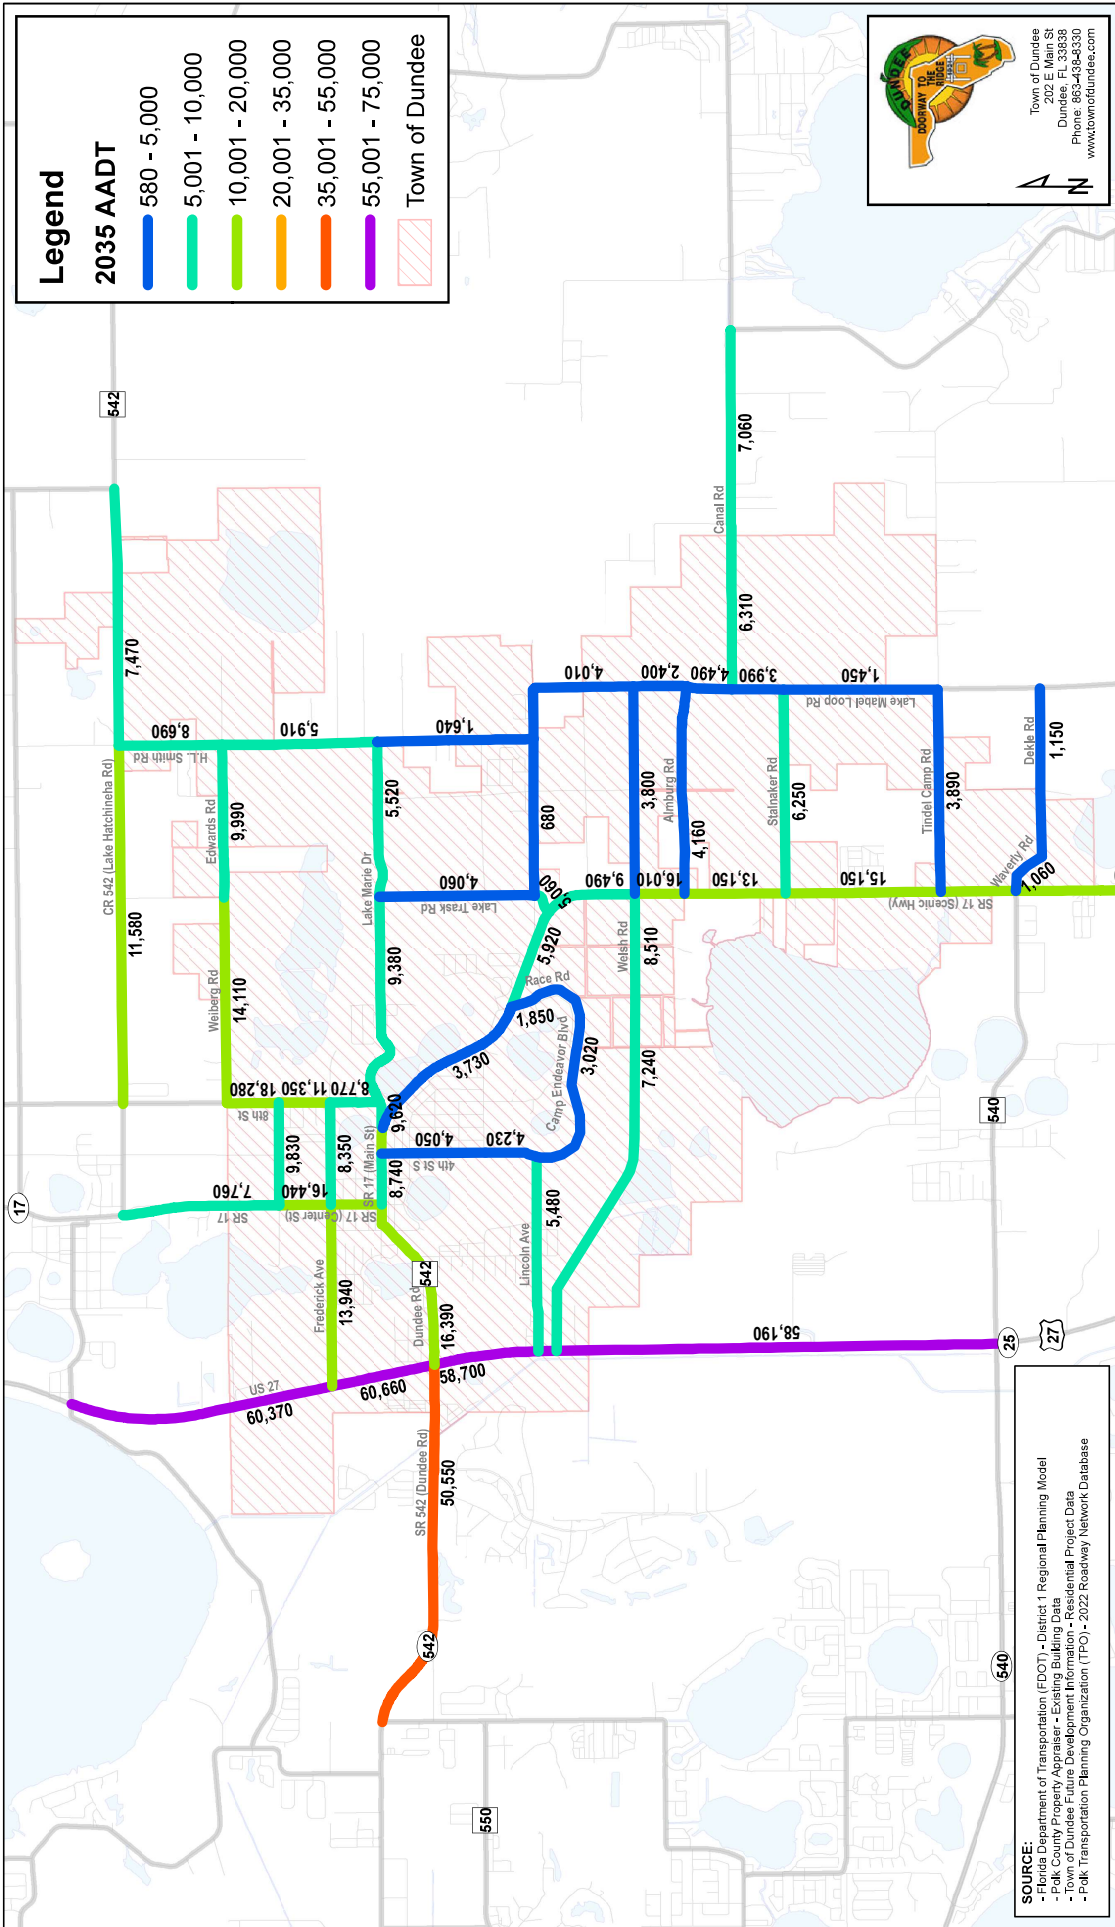 Legend
2035 AADT
580 - 5,000
5,001 - 10,000
10,001 - 20,000
20,001 - 35,000
35,001 - 55,000
55,001 - 75,000
Town of Dundee
DUNDEE
DOORWAY TO
THE
RIDGE
Town of Dundee
202 E Main St
Dundee, FL 33838
Phone: 863-438-8330
www.townofdundee.com
N
17
542
CR 542 (Lake Hatchineha Rd)
11,580
7,470
8,690
H.L. Smith Rd
5,910
Edwards Rd
9,990
Weiberg Rd
14,110
18,280
11,350
8,770
8th St
9,830
8,350
7,760
SR 17
16,440
SR 17 (Center St)
Frederick Ave
13,940
US 27
60,370
60,660
58,700
58,190
SR 17 (Main St)
8,740
9,620
Dundee Rd
542
16,390
SR 542 (Dundee Rd)
50,550
542
Lake Marie Dr
9,380
5,520
1,640
4,060
Lake Trask Rd
680
4,010
5,060
5,920
3,730
Race Rd
1,850
Camp Endeavor Blvd
3,020
4,050
4,230
4th St S
Lincoln Ave
5,480
7,240
Welsh Rd
8,510
9,490
3,800
2,400
16,010
Almburg Rd
4,160
4,490
Canal Rd
6,310
7,060
3,990
13,150
Stalnaker Rd
6,250
1,450
Lake Mabel Loop Rd
15,150
SR 17 (Scenic Hwy)
Tindel Camp Rd
3,890
Waverly Rd
1,060
Dekle Rd
1,150
540
25
27
540
550
SOURCE:
- Florida Department of Transportation (FDOT) - District 1 Regional Planning Model
- Polk County Property Appraiser - Existing Building Data
- Town of Dundee Future Development Information - Residential Project Data
- Polk Transportation Planning Organization (TPO) - 2022 Roadway Network Database